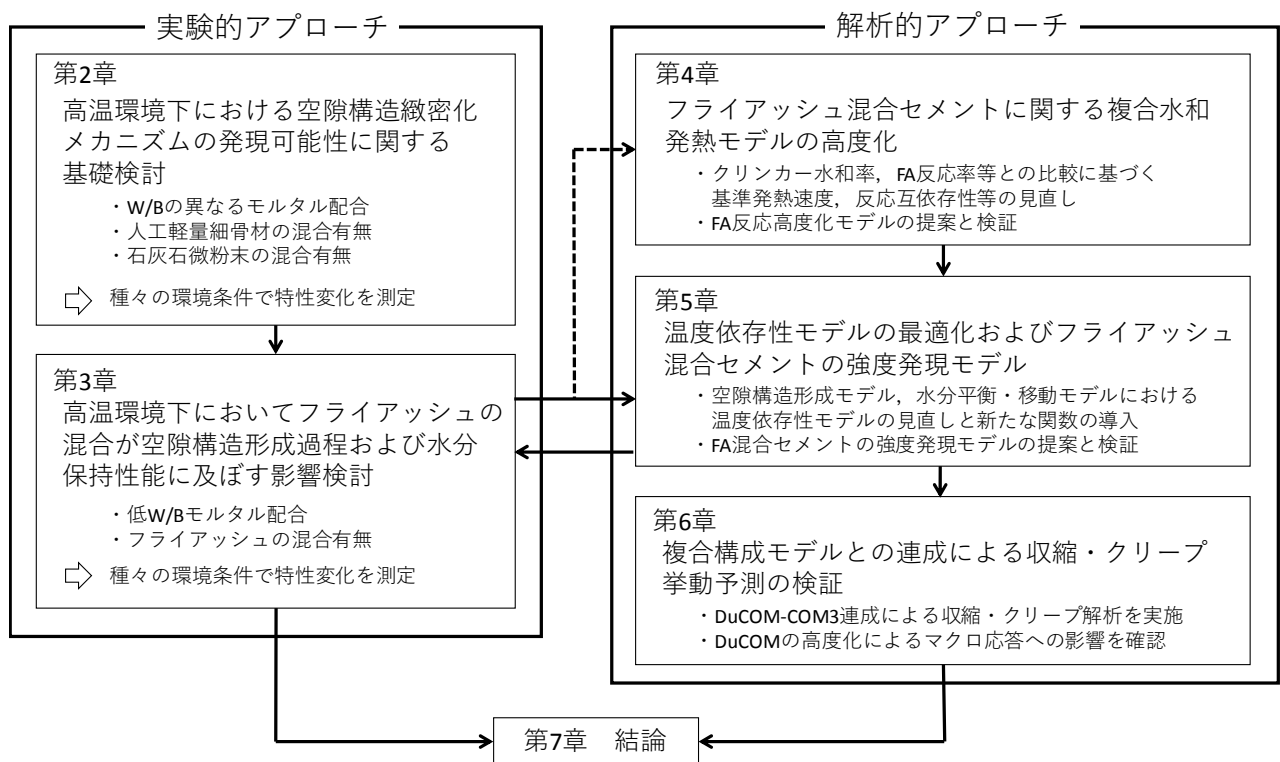 実験的アプローチ
第2章
高温環境下における空隙構造緻密化
メカニズムの発現可能性に関する
基礎検討
・W/Bの異なるモルタル配合
・人工軽量細骨材の混合有無
・石灰石微粉末の混合有無
種々の環境条件で特性変化を測定
第3章
高温環境下においてフライアッシュの
混合が空隙構造形成過程および水分
保持性能に及ぼす影響検討
・低W/Bモルタル配合
・フライアッシュの混合有無
種々の環境条件で特性変化を測定
解析的アプローチ
第4章
フライアッシュ混合セメントに関する複合水和
発熱モデルの高度化
・クリンカー水和率，FA反応率等との比較に基づく
基準発熱速度，反応互依存性等の見直し
・FA反応高度化モデルの提案と検証
第5章
温度依存性モデルの最適化およびフライアッシュ
混合セメントの強度発現モデル
・空隙構造形成モデル，水分平衡・移動モデルにおける
温度依存性モデルの見直しと新たな関数の導入
・FA混合セメントの強度発現モデルの提案と検証
第6章
複合構成モデルとの連成による収縮・クリープ
挙動予測の検証
・DuCOM-COM3連成による収縮・クリープ解析を実施
・DuCOMの高度化によるマクロ応答への影響を確認
第7章　結論